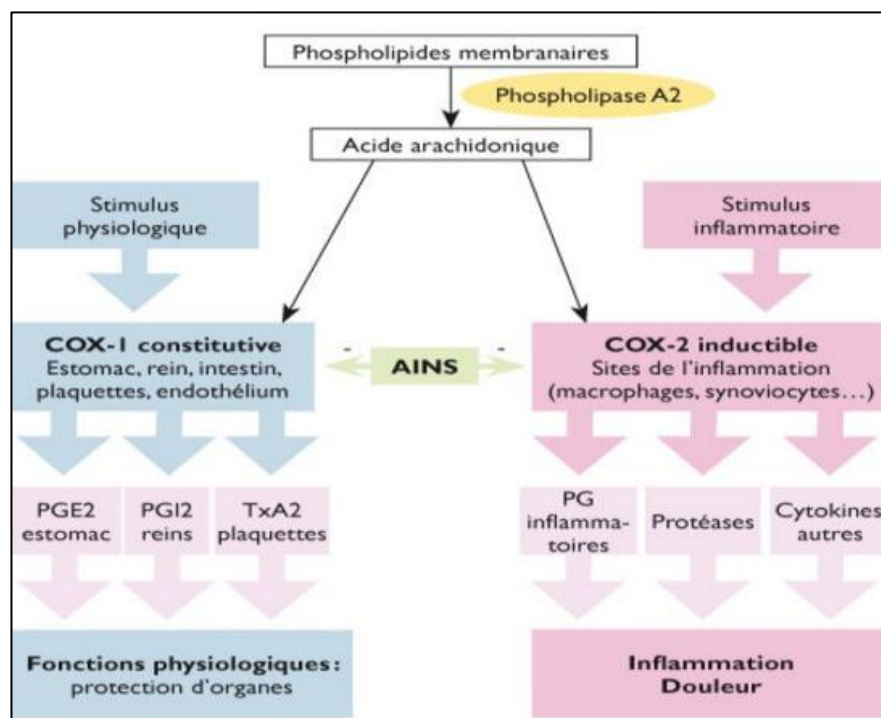 Phospholipides membranaires
Phospholipase A2
Acide arachidonique
Stimulus
physiologique
Stimulus
inflammatoire
COX-1 constitutive
Estomac, rein, intestin,
plaquettes, endothélium
-
AINS
-
COX-2 inductible
Sites de l'inflammation
(macrophages, synoviocytes…)
PGE2
estomac
PGI2
reins
TxA2
plaquettes
PG
inflamma-
toires
Protéases
Cytokines
autres
Fonctions physiologiques :
protection d'organes
Inflammation
Douleur